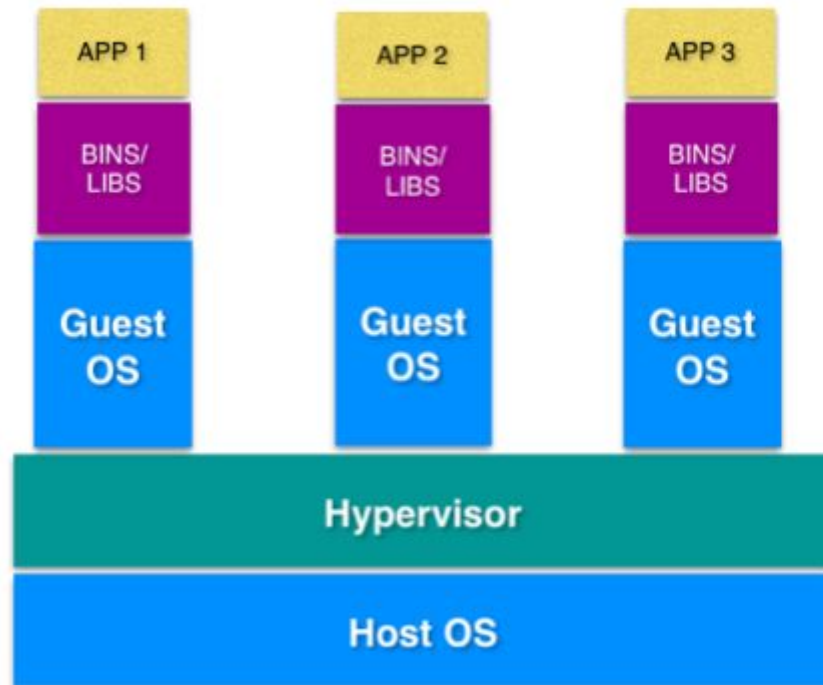 APP 1
APP 2
APP 3
BINS/
LIBS
BINS/
LIBS
BINS/
LIBS
Guest
OS
Guest
OS
Guest
OS
Hypervisor
Host OS